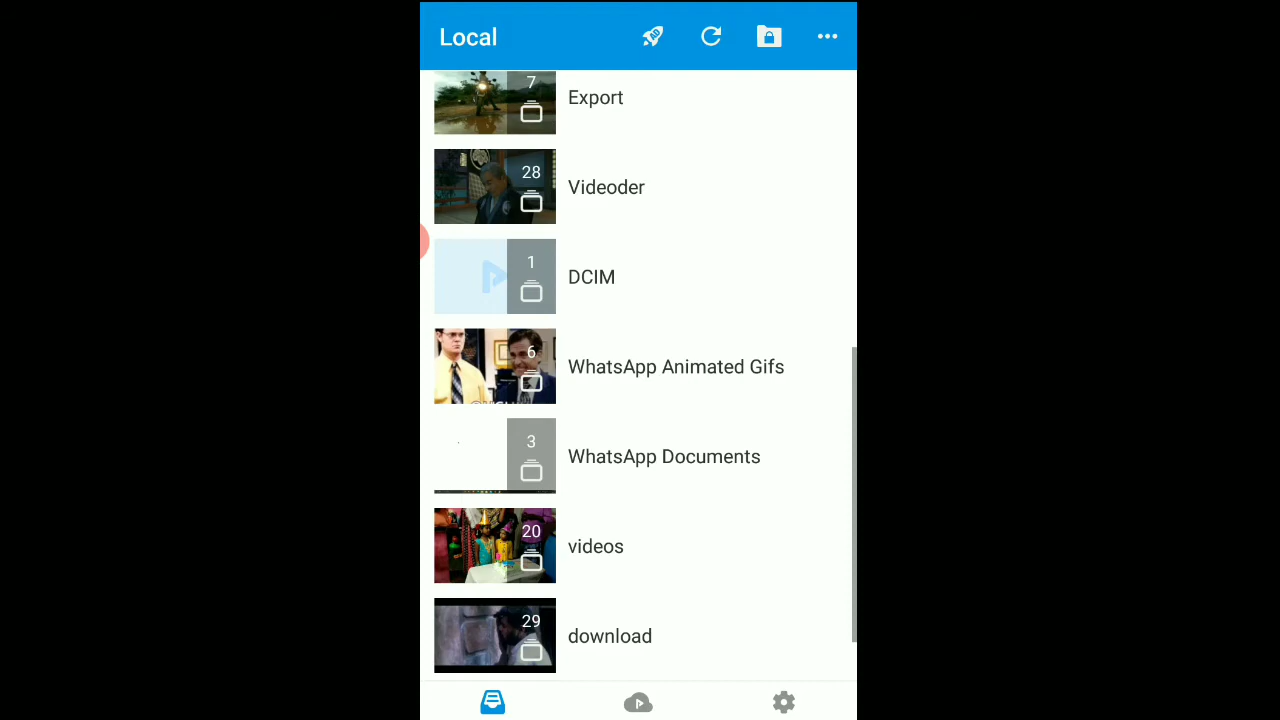 Local
7
Export
28
Videoder
1
DCIM
6
WhatsApp Animated Gifs
3
WhatsApp Documents
20
videos
29
download